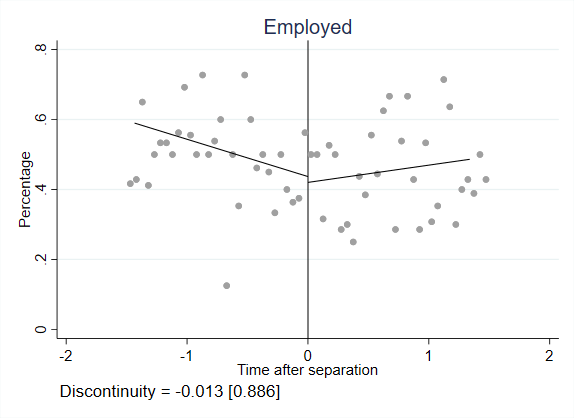 Employed
Percentage
.8
.6
.4
.2
0
-2 -1 0 1 2
Time after separation
Discontinuity = -0.013 [0.886]